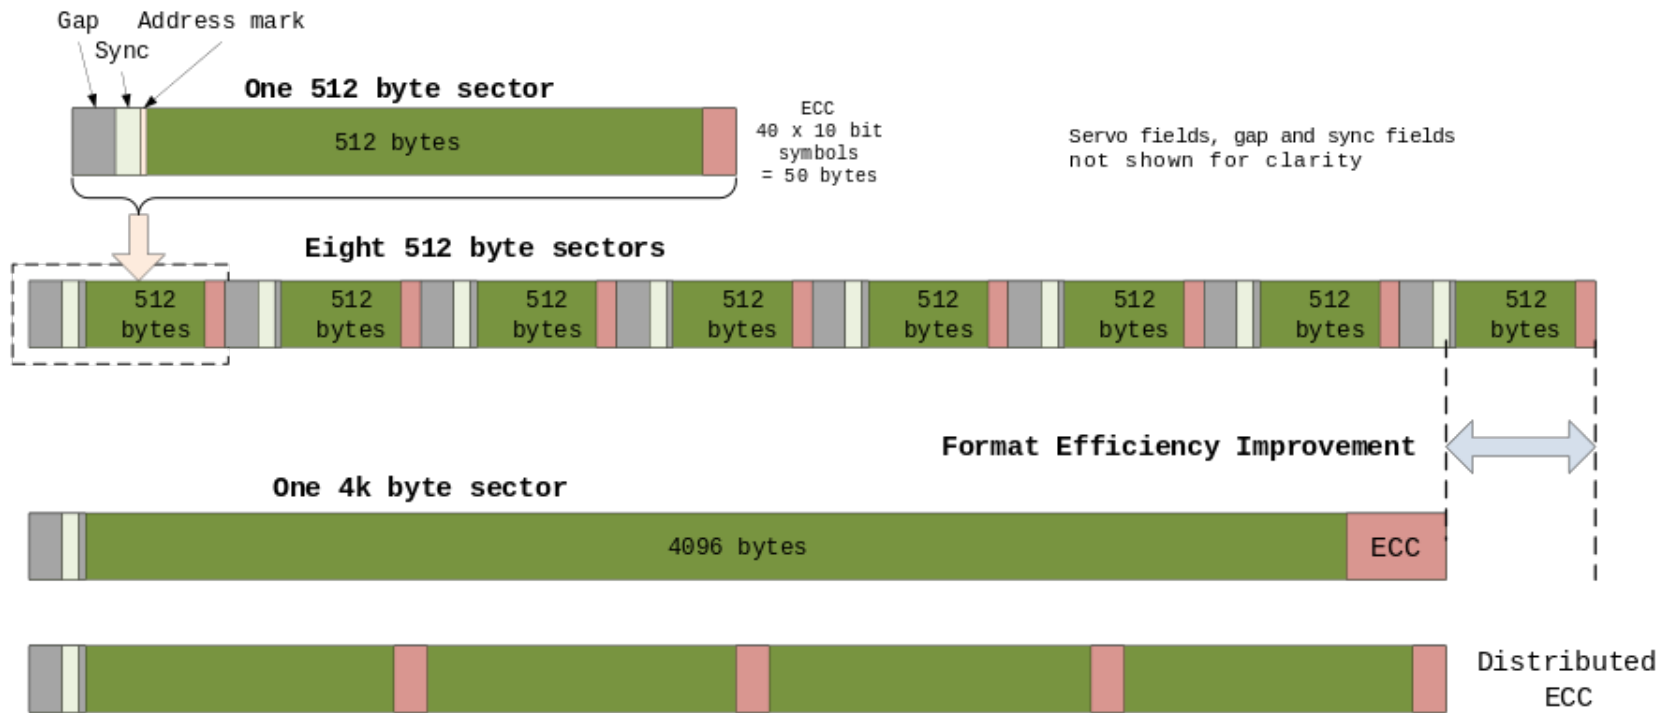 Gap
Address mark
Sync
One 512 byte sector
512 bytes
ECC
40 x 10 bit
symbols
= 50 bytes
Servo fields, gap and sync fields
not shown for clarity
Eight 512 byte sectors
512
bytes
512
bytes
512
bytes
512
bytes
512
bytes
512
bytes
512
bytes
512
bytes
Format Efficiency Improvement
One 4k byte sector
4096 bytes
ECC
Distributed
ECC